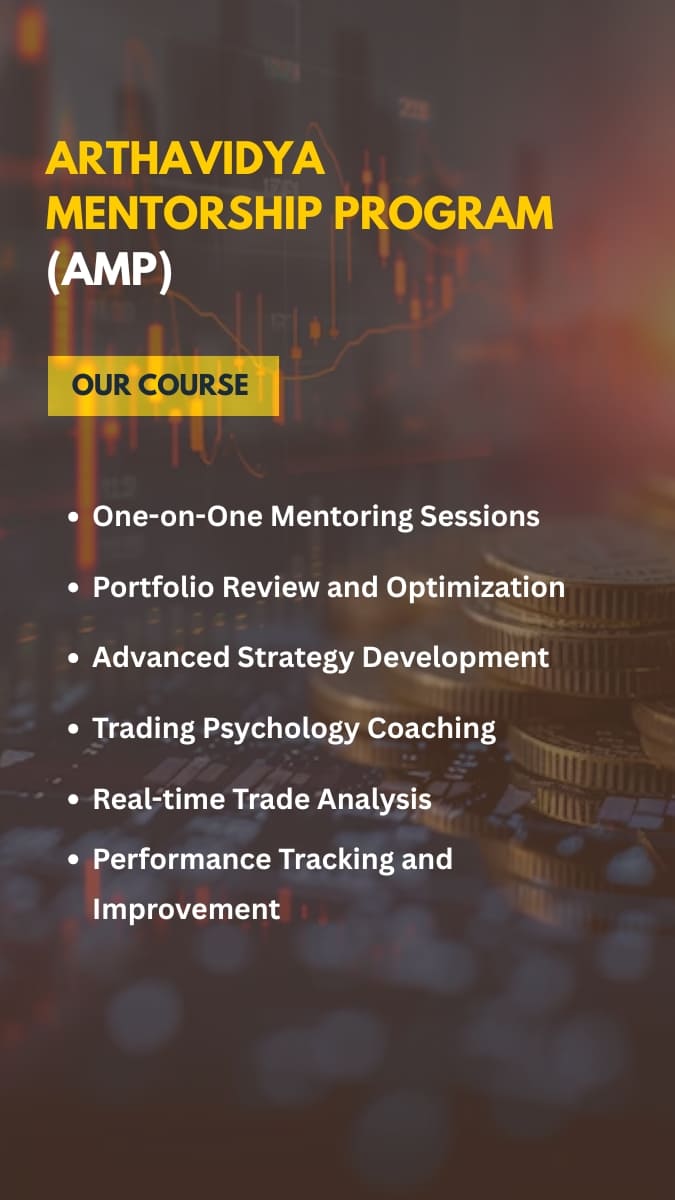 ARTHAVIDYA
MENTORSHIP PROGRAM
(AMP)
OUR COURSE
• One-on-One Mentoring Sessions
• Portfolio Review and Optimization
• Advanced Strategy Development
• Trading Psychology Coaching
• Real-time Trade Analysis
• Performance Tracking and
Improvement